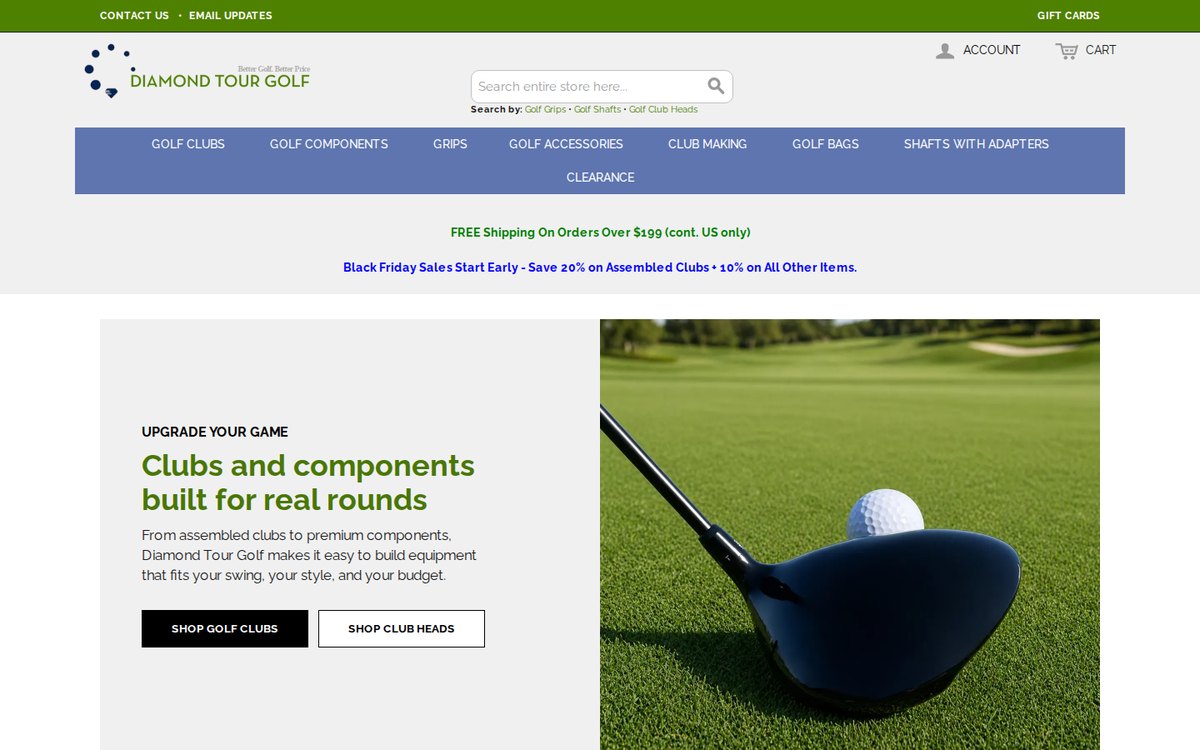 CONTACT US • EMAIL UPDATES
GIFT CARDS
Better Golf. Better Price
DIAMOND TOUR GOLF
Search entire store here...
Search by: Golf Grips • Golf Shafts • Golf Club Heads
ACCOUNT
CART
GOLF CLUBS GOLF COMPONENTS GRIPS GOLF ACCESSORIES CLUB MAKING GOLF BAGS SHAFTS WITH ADAPTERS
CLEARANCE
FREE Shipping On Orders Over $199 (cont. US only)
Black Friday Sales Start Early - Save 20% on Assembled Clubs + 10% on All Other Items.
UPGRADE YOUR GAME
Clubs and components
built for real rounds
From assembled clubs to premium components,
Diamond Tour Golf makes it easy to build equipment
that fits your swing, your style, and your budget.
SHOP GOLF CLUBS
SHOP CLUB HEADS